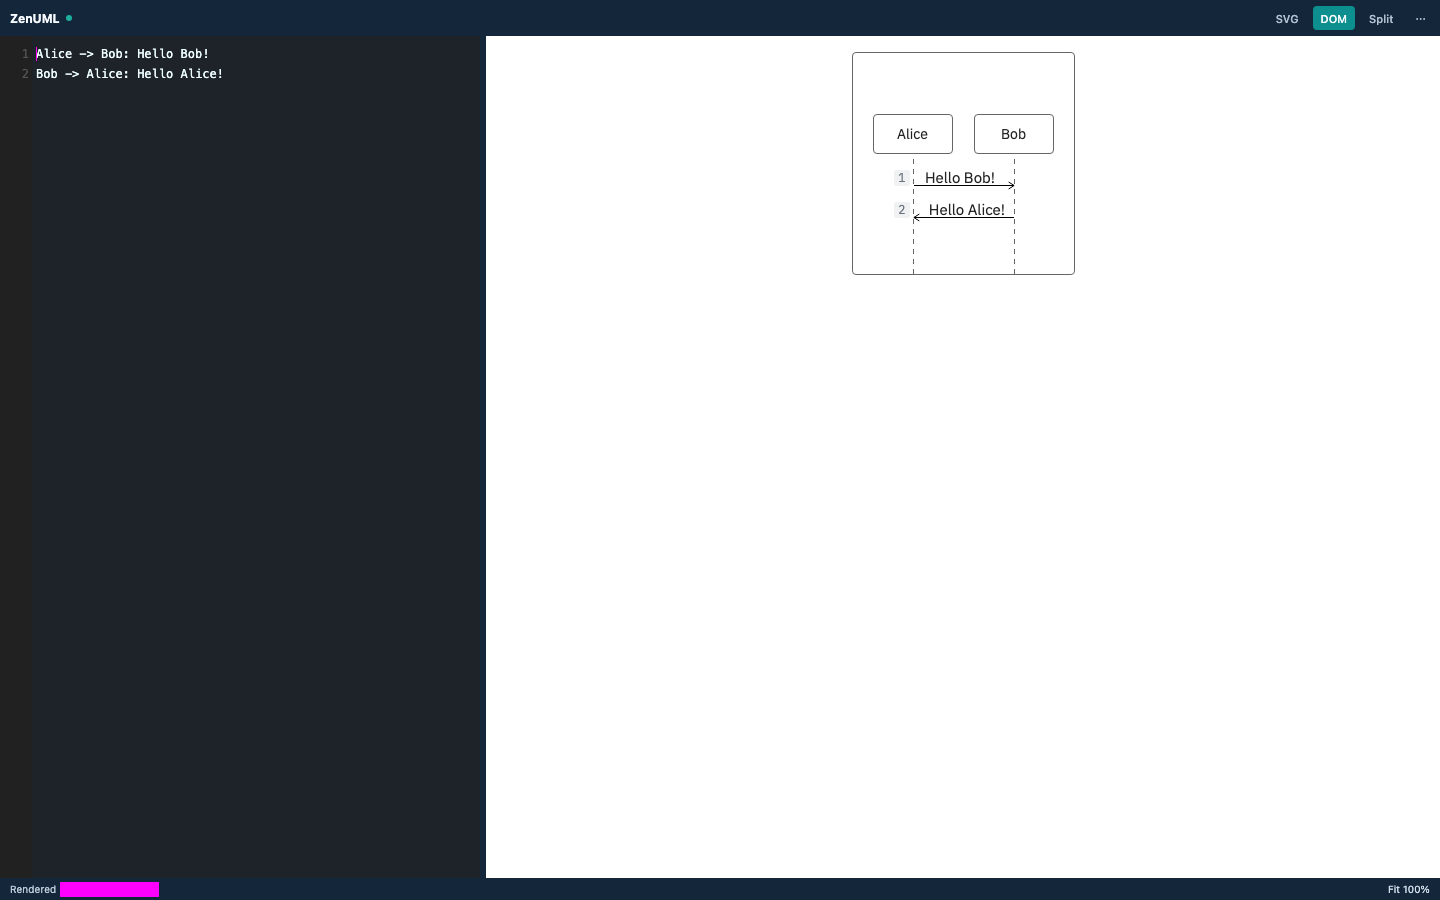 ZenUML
SVG
DOM
Split
···
1 Alice -> Bob: Hello Bob!
2 Bob -> Alice: Hello Alice!
Alice
Bob
1 Hello Bob!
2 Hello Alice!
Rendered
Fit 100%